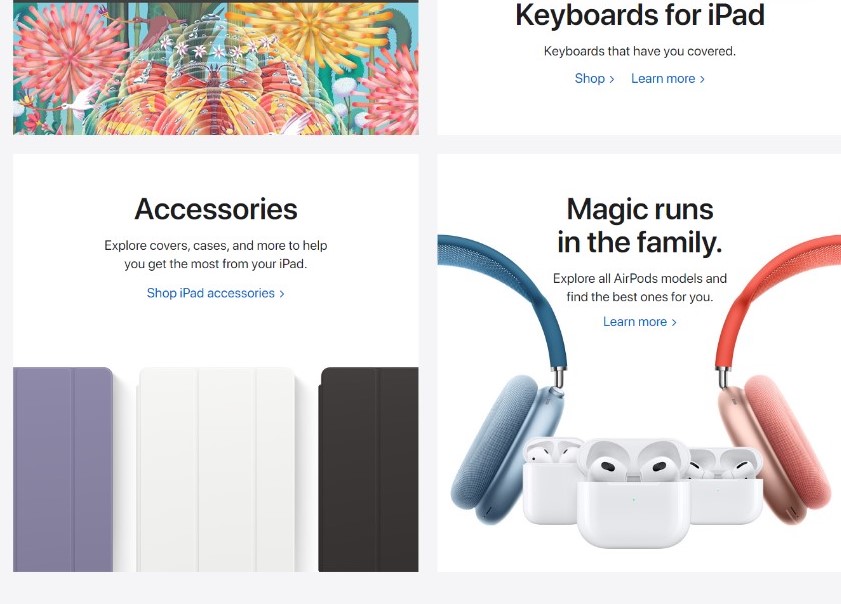 Keyboards for iPad
Keyboards that have you covered.
Shop > Learn more >
Accessories
Explore covers, cases, and more to help
you get the most from your iPad.
Shop iPad accessories >
Magic runs
in the family.
Explore all AirPods models and
find the best ones for you.
Learn more >